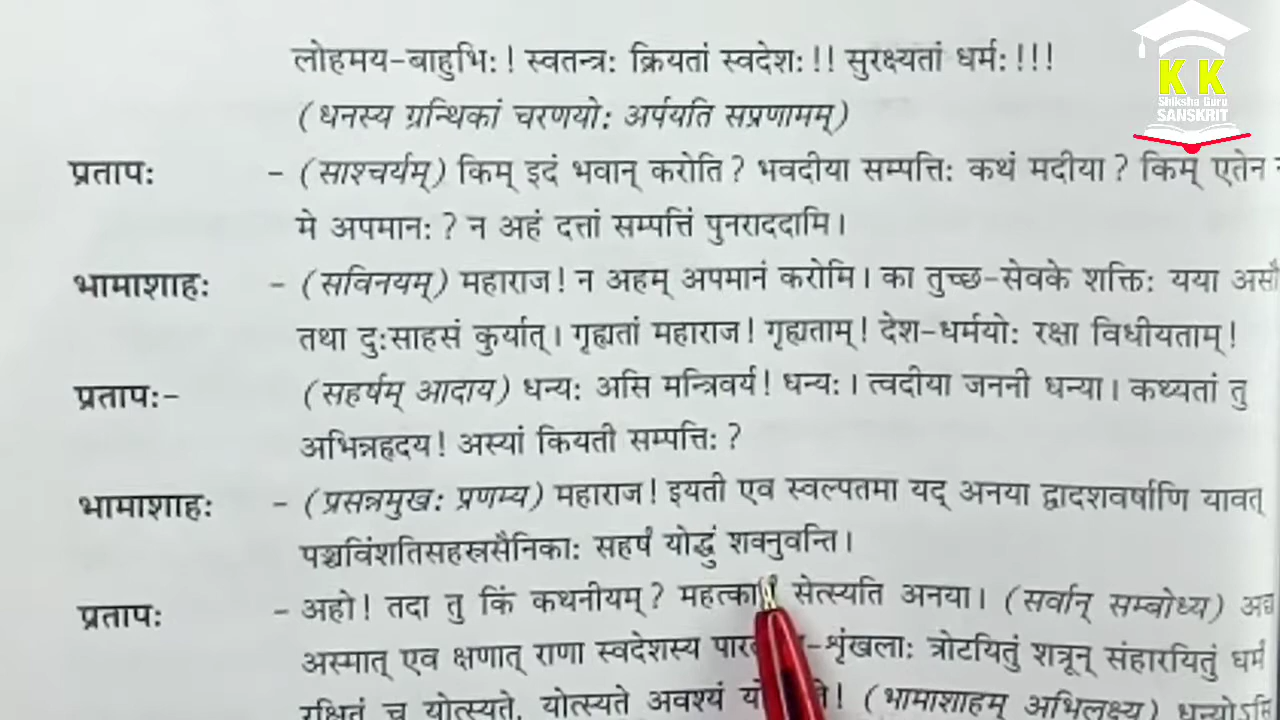 K K
Shiksha Guru
SANSKRIT
लोहमय-बाहुभिः! स्वतन्त्रः क्रियतां स्वदेशः!! सुरक्ष्यतां धर्मः!!!
(धनस्य ग्रन्थिकां चरणयोः अर्पयति सप्रणामम्)
प्रतापः - (साश्चर्यम्) किम् इदं भवान् करोति? भवदीया सम्पत्तिः कथं मदीया? किम् एतेन
मे अपमानः? न अहं दत्तां सम्पत्तिं पुनराददामि।
भामाशाहः - (सविनयम्) महाराज! न अहम् अपमानं करोमि। का तुच्छ-सेवके शक्तिः यया असौ
तथा दुःसाहसं कुर्यात्। गृह्यतां महाराज! गृह्यताम्! देश-धर्मयोः रक्षा विधीयताम्!
प्रतापः- (सहर्षम् आदाय) धन्यः असि मन्त्रिवर्य! धन्यः। त्वदीया जननी धन्या। कथ्यतां तु
अभिन्नहृदय! अस्यां कियती सम्पत्तिः?
भामाशाहः - (प्रसन्नमुखः प्रणम्य) महाराज! इयती एव स्वल्पतमा यद् अनया द्वादशवर्षाणि यावत्
पञ्चविंशतिसहस्रसैनिकाः सहर्षं योद्धुं शक्नुवन्ति।
प्रतापः - अहो! तदा तु किं कथनीयम्? सेत्स्यति अनया। (सर्वान् सम्बोध्य)
अस्मात् एव क्षणात् राणा स्वदेशस्य -शृंखलाः त्रोटयितुं शत्रून् संहारयितुं धर्मं
रक्षितुं च योत्स्यते, योत्स्यते अवश्यं (भामाशाहम् अभिलक्ष्य)